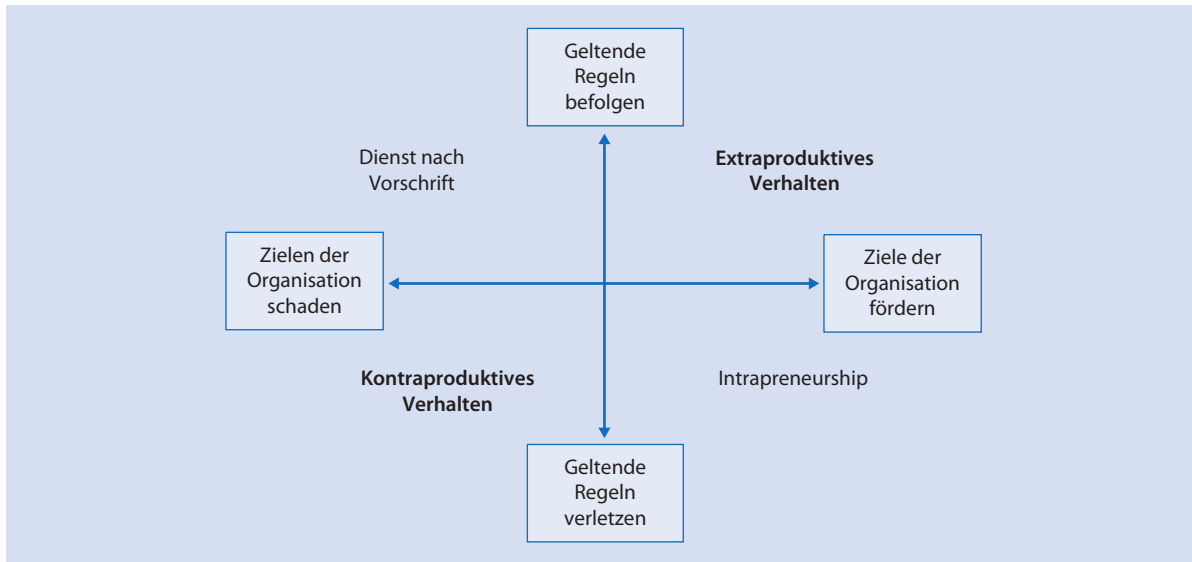 Geltende
Regeln
befolgen
Dienst nach
Vorschrift
Extraproduktives
Verhalten
Zielen der
Organisation
schaden
Ziele der
Organisation
fördern
Kontraproduktives
Verhalten
Intrapreneurship
Geltende
Regeln
verletzen